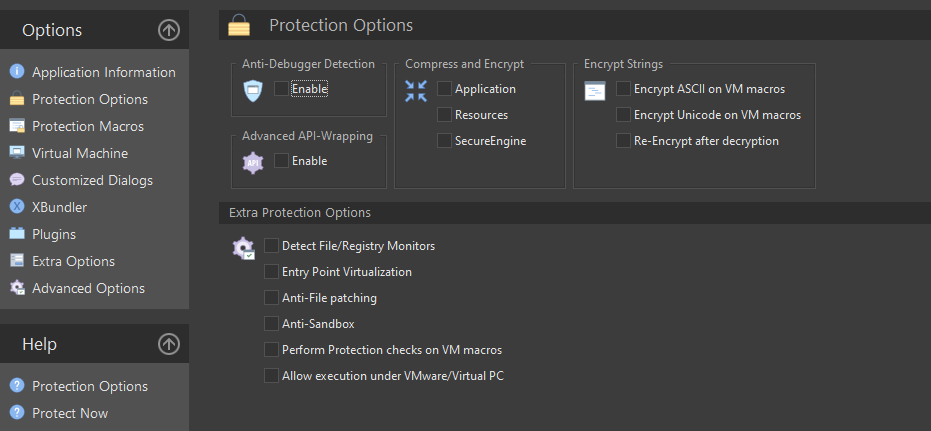 Options
Application Information
Protection Options
Protection Macros
Virtual Machine
Customized Dialogs
XBundler
Plugins
Extra Options
Advanced Options
Help
Protection Options
Protect Now
Protection Options
Anti-Debugger Detection
Enable
Advanced API-Wrapping
API
Enable
Compress and Encrypt
Application
Resources
SecureEngine
Encrypt Strings
Encrypt ASCII on VM macros
Encrypt Unicode on VM macros
Re-Encrypt after decryption
Extra Protection Options
Detect File/Registry Monitors
Entry Point Virtualization
Anti-File patching
Anti-Sandbox
Perform Protection checks on VM macros
Allow execution under VMware/Virtual PC